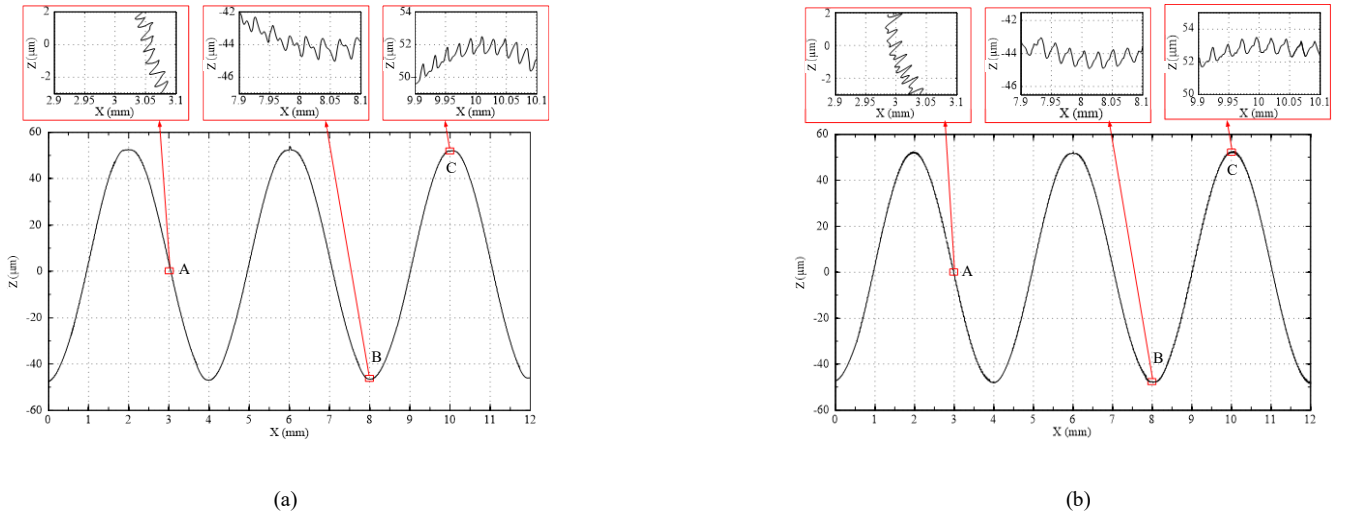 2
0
-2
Z (μm)
2.9 2.95 3 3.05 3.1
X (mm)
-42
-44
-46
Z (μm)
7.9 7.95 8 8.05 8.1
X (mm)
54
52
50
Z (μm)
9.9 9.95 10 10.05 10.1
X (mm)
60
40
20
0
-20
-40
-60
Z (μm)
A
B
C
0 1 2 3 4 5 6 7 8 9 10 11 12
X (mm)
(a)
2
0
-2
Z (μm)
2.9 2.95 3 3.05 3.1
X (mm)
-42
-44
-46
Z (μm)
7.9 7.95 8 8.05 8.1
X (mm)
54
52
50
Z (μm)
9.9 9.95 10 10.05 10.1
X (mm)
60
40
20
0
-20
-40
-60
Z (μm)
A
B
C
0 1 2 3 4 5 6 7 8 9 10 11 12
X (mm)
(b)